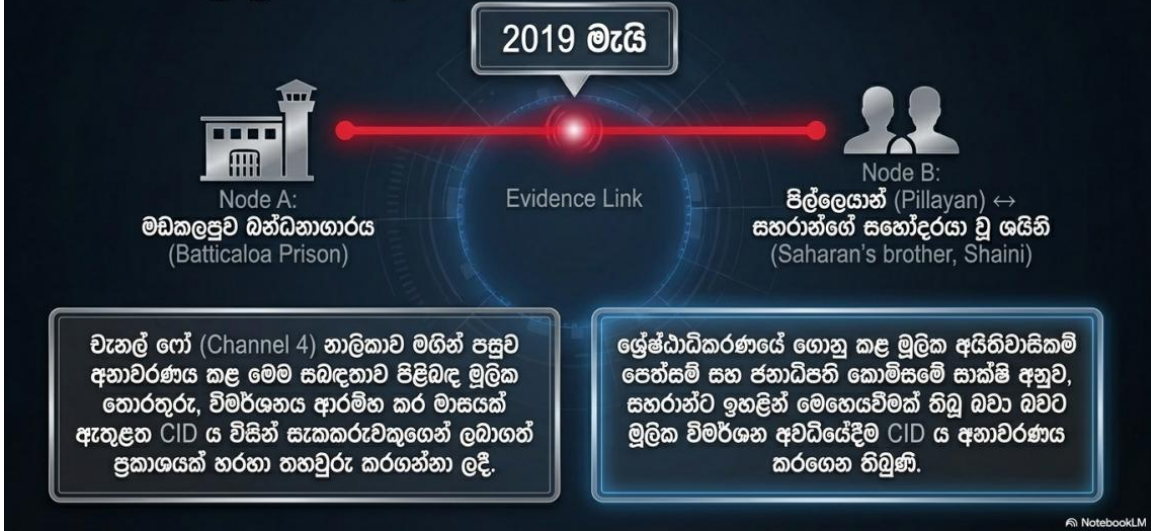 2019 මැයි
Node A:
මඩකලපුව බන්ධනාගාරය
(Batticaloa Prison)
Evidence Link
Node B:
පිල්ලෙයාන් (Pillayan) ↔
සහරාන්ගේ සහෝදරයා වූ ශයිනි
(Saharan's brother, Shaini)
චැනල් ෆෝ (Channel 4) නාලිකාව මගින් පසුව
අනාවරණය කළ මෙම සබඳතාව පිළිබඳ මූලික
තොරතුරු, විමර්ශනය ආරම්භ කර මාසයක්
ඇතුළත CID ය විසින් සැකකරුවකුගෙන් ලබාගත්
ප්‍රකාශයක් හරහා තහවුරු කරගන්නා ලදී.
ශ්‍රේෂ්ඨාධිකරණයේ ගොනු කළ මූලික අයිතිවාසිකම්
පෙත්සම් සහ ජනාධිපති කොමිසමේ සාක්ෂි අනුව,
සහරාන්ට ඉහළින් මෙහෙයවීමක් තිබූ බවා බවට
මූලික විමර්ශන අවධියේදීම CID ය අනාවරණය
කරගෙන තිබුණි.
NotebookLM